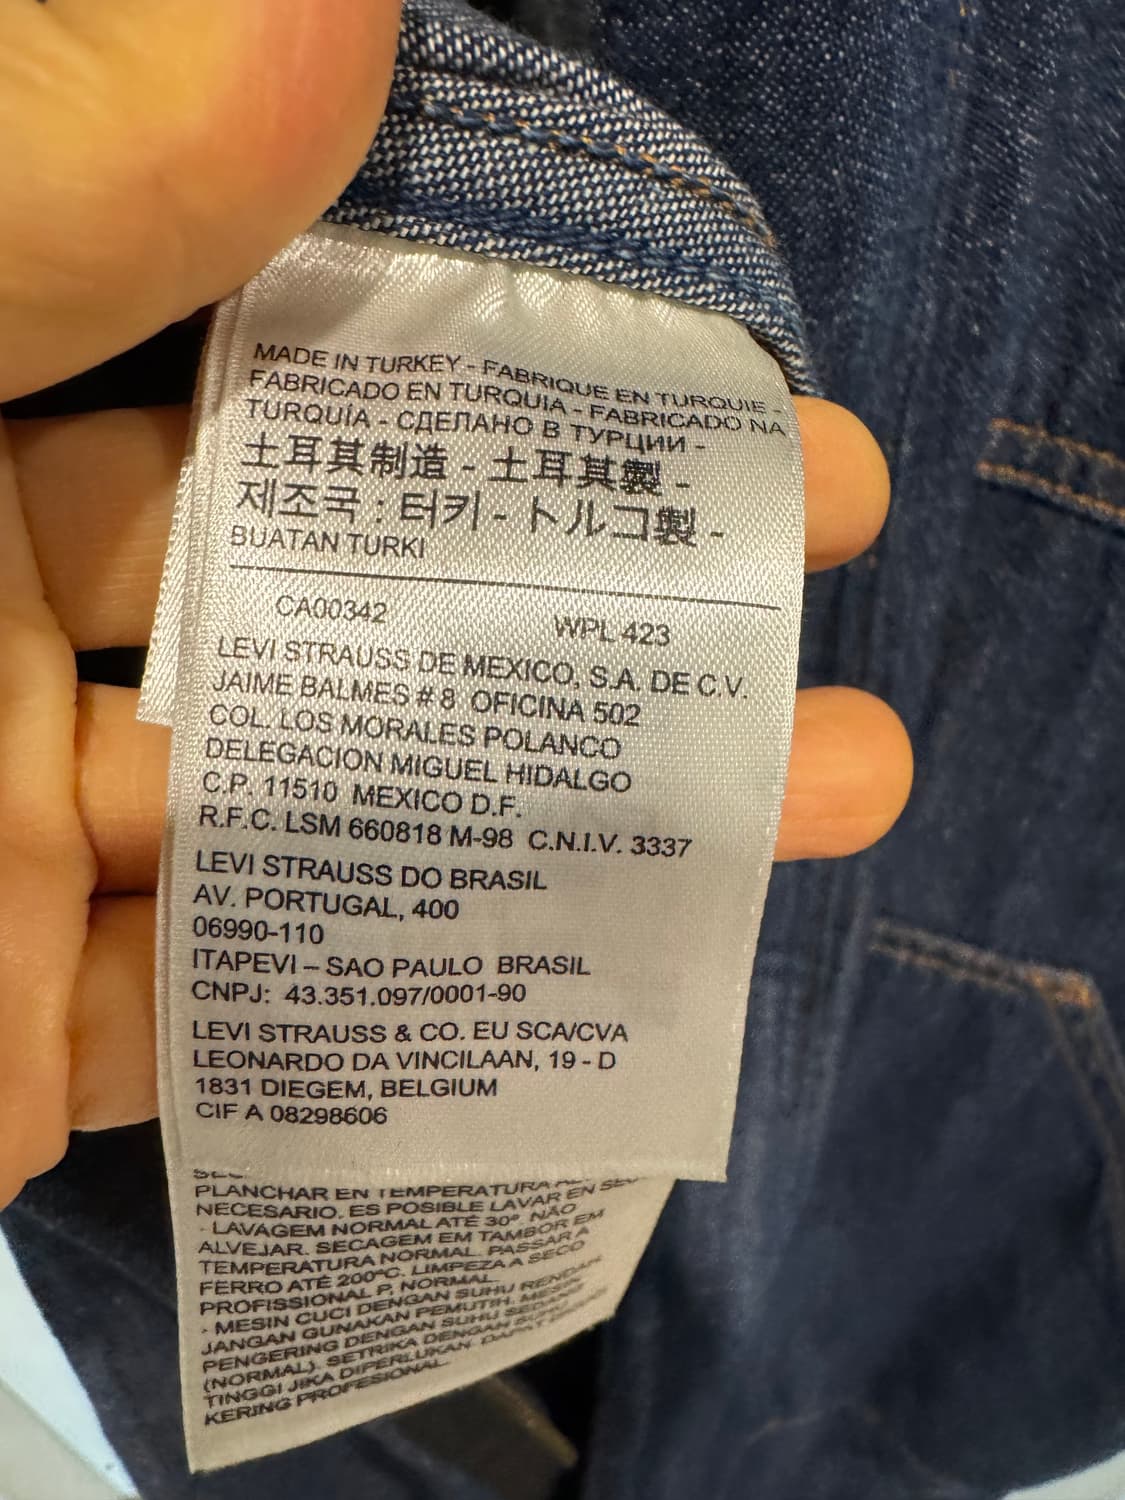 MADE IN TURKEY - FABRIQUE EN TURQUIE -
FABRICADO EN TURQUIA - FABRICADO NA
TURQUÍA - СДЕЛАНО В ТУРЦИИ -
土耳其制造 - 土耳其製 -
제조국 : 터키 - トルコ製 -
BUATAN TURKI
CA00342 WPL 423
LEVI STRAUSS DE MEXICO, S.A. DE C.V.
JAIME BALMES # 8 OFICINA 502
COL. LOS MORALES POLANCO
DELEGACION MIGUEL HIDALGO
C.P. 11510 MEXICO D.F.
R.F.C. LSM 660818 M-98 C.N.I.V. 3337
LEVI STRAUSS DO BRASIL
AV. PORTUGAL, 400
06990-110
ITAPEVI – SAO PAULO BRASIL
CNPJ: 43.351.097/0001-90
LEVI STRAUSS & CO. EU SCA/CVA
LEONARDO DA VINCILAAN, 19 - D
1831 DIEGEM, BELGIUM
CIF A 08298606
PLANCHAR EN TEMPERATURA
NECESARIO. ES POSIBLE LAVAR EN
- LAVAGEM NORMAL ATÉ 30º. NÃO
ALVEJAR. SECAGEM EM TAMBOR EM
TEMPERATURA NORMAL. PASSAR A
FERRO ATÉ 200ºC. LIMPEZA A SECO
PROFISSIONAL P, NORMAL.
- MESIN CUCI DENGAN SUHU RENDAH
JANGAN GUNAKAN PEMUTIH. MESIN
PENGERING DENGAN SUHU SEDANG
(NORMAL). SETRIKA DENGAN SUHU
TINGGI JIKA DIPERLUKAN. DAPAT
KERING PROFESIONAL.